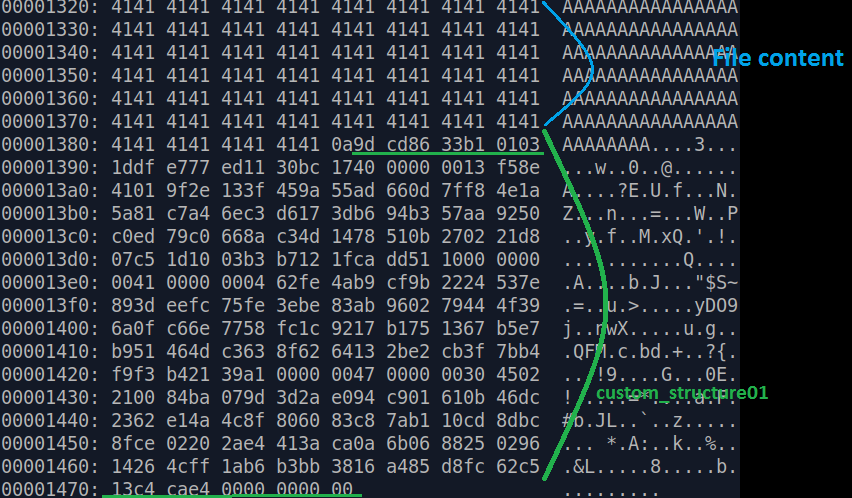 00001320: 4141 4141 4141 4141 4141 4141 4141 4141 AAAAAAAAAAAAAAAA
00001330: 4141 4141 4141 4141 4141 4141 4141 4141 AAAAAAAAAAAAAAAA
00001340: 4141 4141 4141 4141 4141 4141 4141 4141 AAAAAAAAAAAAAAAA
File content
00001350: 4141 4141 4141 4141 4141 4141 4141 4141 AAAAAAAAAAAAAAAA
00001360: 4141 4141 4141 4141 4141 4141 4141 4141 AAAAAAAAAAAAAAAA
00001370: 4141 4141 4141 4141 4141 4141 4141 4141 AAAAAAAAAAAAAAAA
00001380: 4141 4141 4141 4141 0a9d cd86 33b1 0103 AAAAAAAA....3...
00001390: 1ddf e777 ed11 30bc 1740 0000 0013 f58e ...w..0..@......
000013a0: 4101 9f2e 133f 459a 55ad 660d 7ff8 4e1a A....?E.U.f...N.
000013b0: 5a81 c7a4 6ec3 d617 3db6 94b3 57aa 9250 Z...n...=...W..P
000013c0: c0ed 79c0 668a c34d 1478 510b 2702 21d8 ..y.f..M.xQ.'.!.
000013d0: 07c5 1d10 03b3 b712 1fca dd51 1000 0000 ...........Q....
000013e0: 0041 0000 0004 62fe 4ab9 cf9b 2224 537e .A....b.J..."$S~
000013f0: 893d eefc 75fe 3ebe 83ab 9602 7944 4f39 .=..u.>.....yDO9
00001400: 6a0f c66e 7758 fc1c 9217 b175 1367 b5e7 j..nwX.....u.g..
00001410: b951 464d c363 8f62 6413 2be2 cb3f 7bb4 .QFM.c.bd.+..?{.
00001420: f9f3 b421 39a1 0000 0047 0000 0030 4502 ...!9....G...0E.
00001430: 2100 84ba 079d 3d2a e094 c901 610b 46dc !.....=*....a.F.
custom_structure01
00001440: 2362 e14a 4c8f 8060 83c8 7ab1 10cd 8dbc #b.JL..`..z.....
00001450: 8fce 0220 2ae4 413a ca0a 6b06 8825 0296 ... *.A:..k..%..
00001460: 1426 4cff 1ab6 b3bb 3816 a485 d8fc 62c5 .&L.....8.....b.
00001470: 13c4 cae4 0000 0000 00 .........